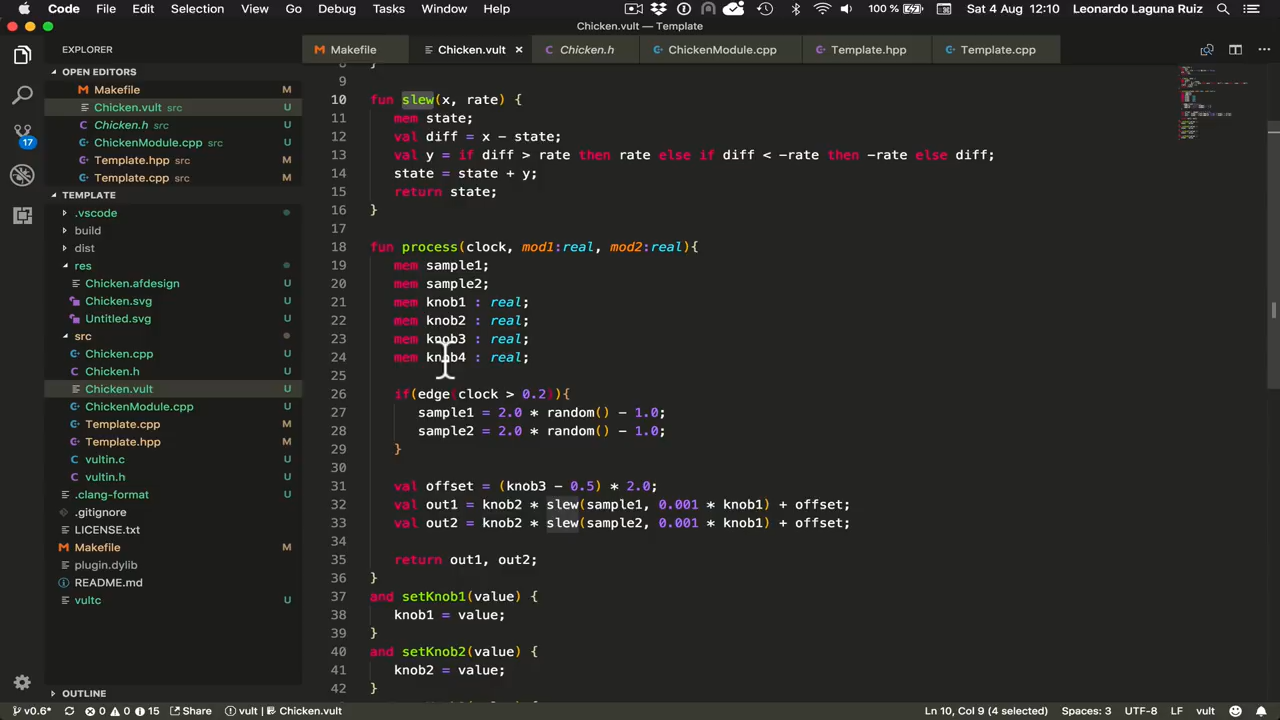 Code File Edit Selection View Go Debug Tasks Window Help 100 % Sat 4 Aug 12:10 Leonardo Laguna Ruiz
Chicken.vult — Template
EXPLORER
OPEN EDITORS
Makefile M
Chicken.vult src U
Chicken.h src U
ChickenModule.cpp src U
Template.hpp src M
Template.cpp src M
TEMPLATE
.vscode
build
dist
res
Chicken.afdesign U
Chicken.svg U
Untitled.svg U
src
Chicken.cpp U
Chicken.h U
Chicken.vult U
ChickenModule.cpp U
Template.cpp M
Template.hpp M
vultin.c U
vultin.h U
.clang-format U
.gitignore
LICENSE.txt
Makefile M
plugin.dylib
README.md
vultc U
OUTLINE
17
Makefile Chicken.vult × Chicken.h ChickenModule.cpp Template.hpp Template.cpp
8 }
9
10 fun slew(x, rate) {
11 mem state;
12 val diff = x - state;
13 val y = if diff > rate then rate else if diff < -rate then -rate else diff;
14 state = state + y;
15 return state;
16 }
17
18 fun process(clock, mod1:real, mod2:real){
19 mem sample1;
20 mem sample2;
21 mem knob1 : real;
22 mem knob2 : real;
23 mem knob3 : real;
24 mem knob4 : real;
25
26 if(edge(clock > 0.2)){
27 sample1 = 2.0 * random() - 1.0;
28 sample2 = 2.0 * random() - 1.0;
29 }
30
31 val offset = (knob3 - 0.5) * 2.0;
32 val out1 = knob2 * slew(sample1, 0.001 * knob1) + offset;
33 val out2 = knob2 * slew(sample2, 0.001 * knob1) + offset;
34
35 return out1, out2;
36 }
37 and setKnob1(value) {
38 knob1 = value;
39 }
40 and setKnob2(value) {
41 knob2 = value;
42 }
v0.6* 0 0 15 Share vult | Chicken.vult Ln 10, Col 9 (4 selected) Spaces: 3 UTF-8 LF vult